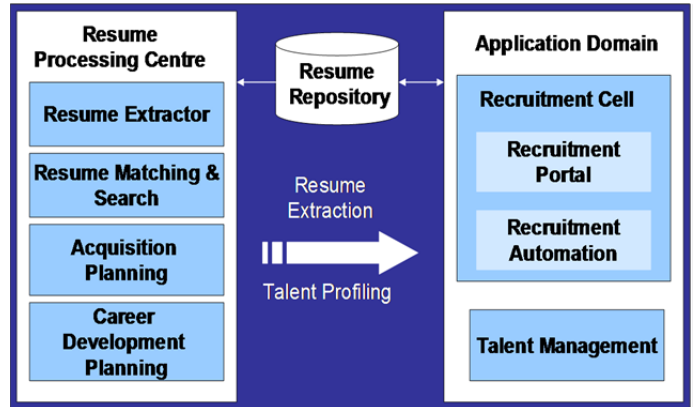 Resume
Processing Centre
Resume Extractor
Resume Matching &
Search
Acquisition
Planning
Career
Development
Planning
Resume
Repository
Resume
Extraction
Talent Profiling
Application Domain
Recruitment Cell
Recruitment
Portal
Recruitment
Automation
Talent Management